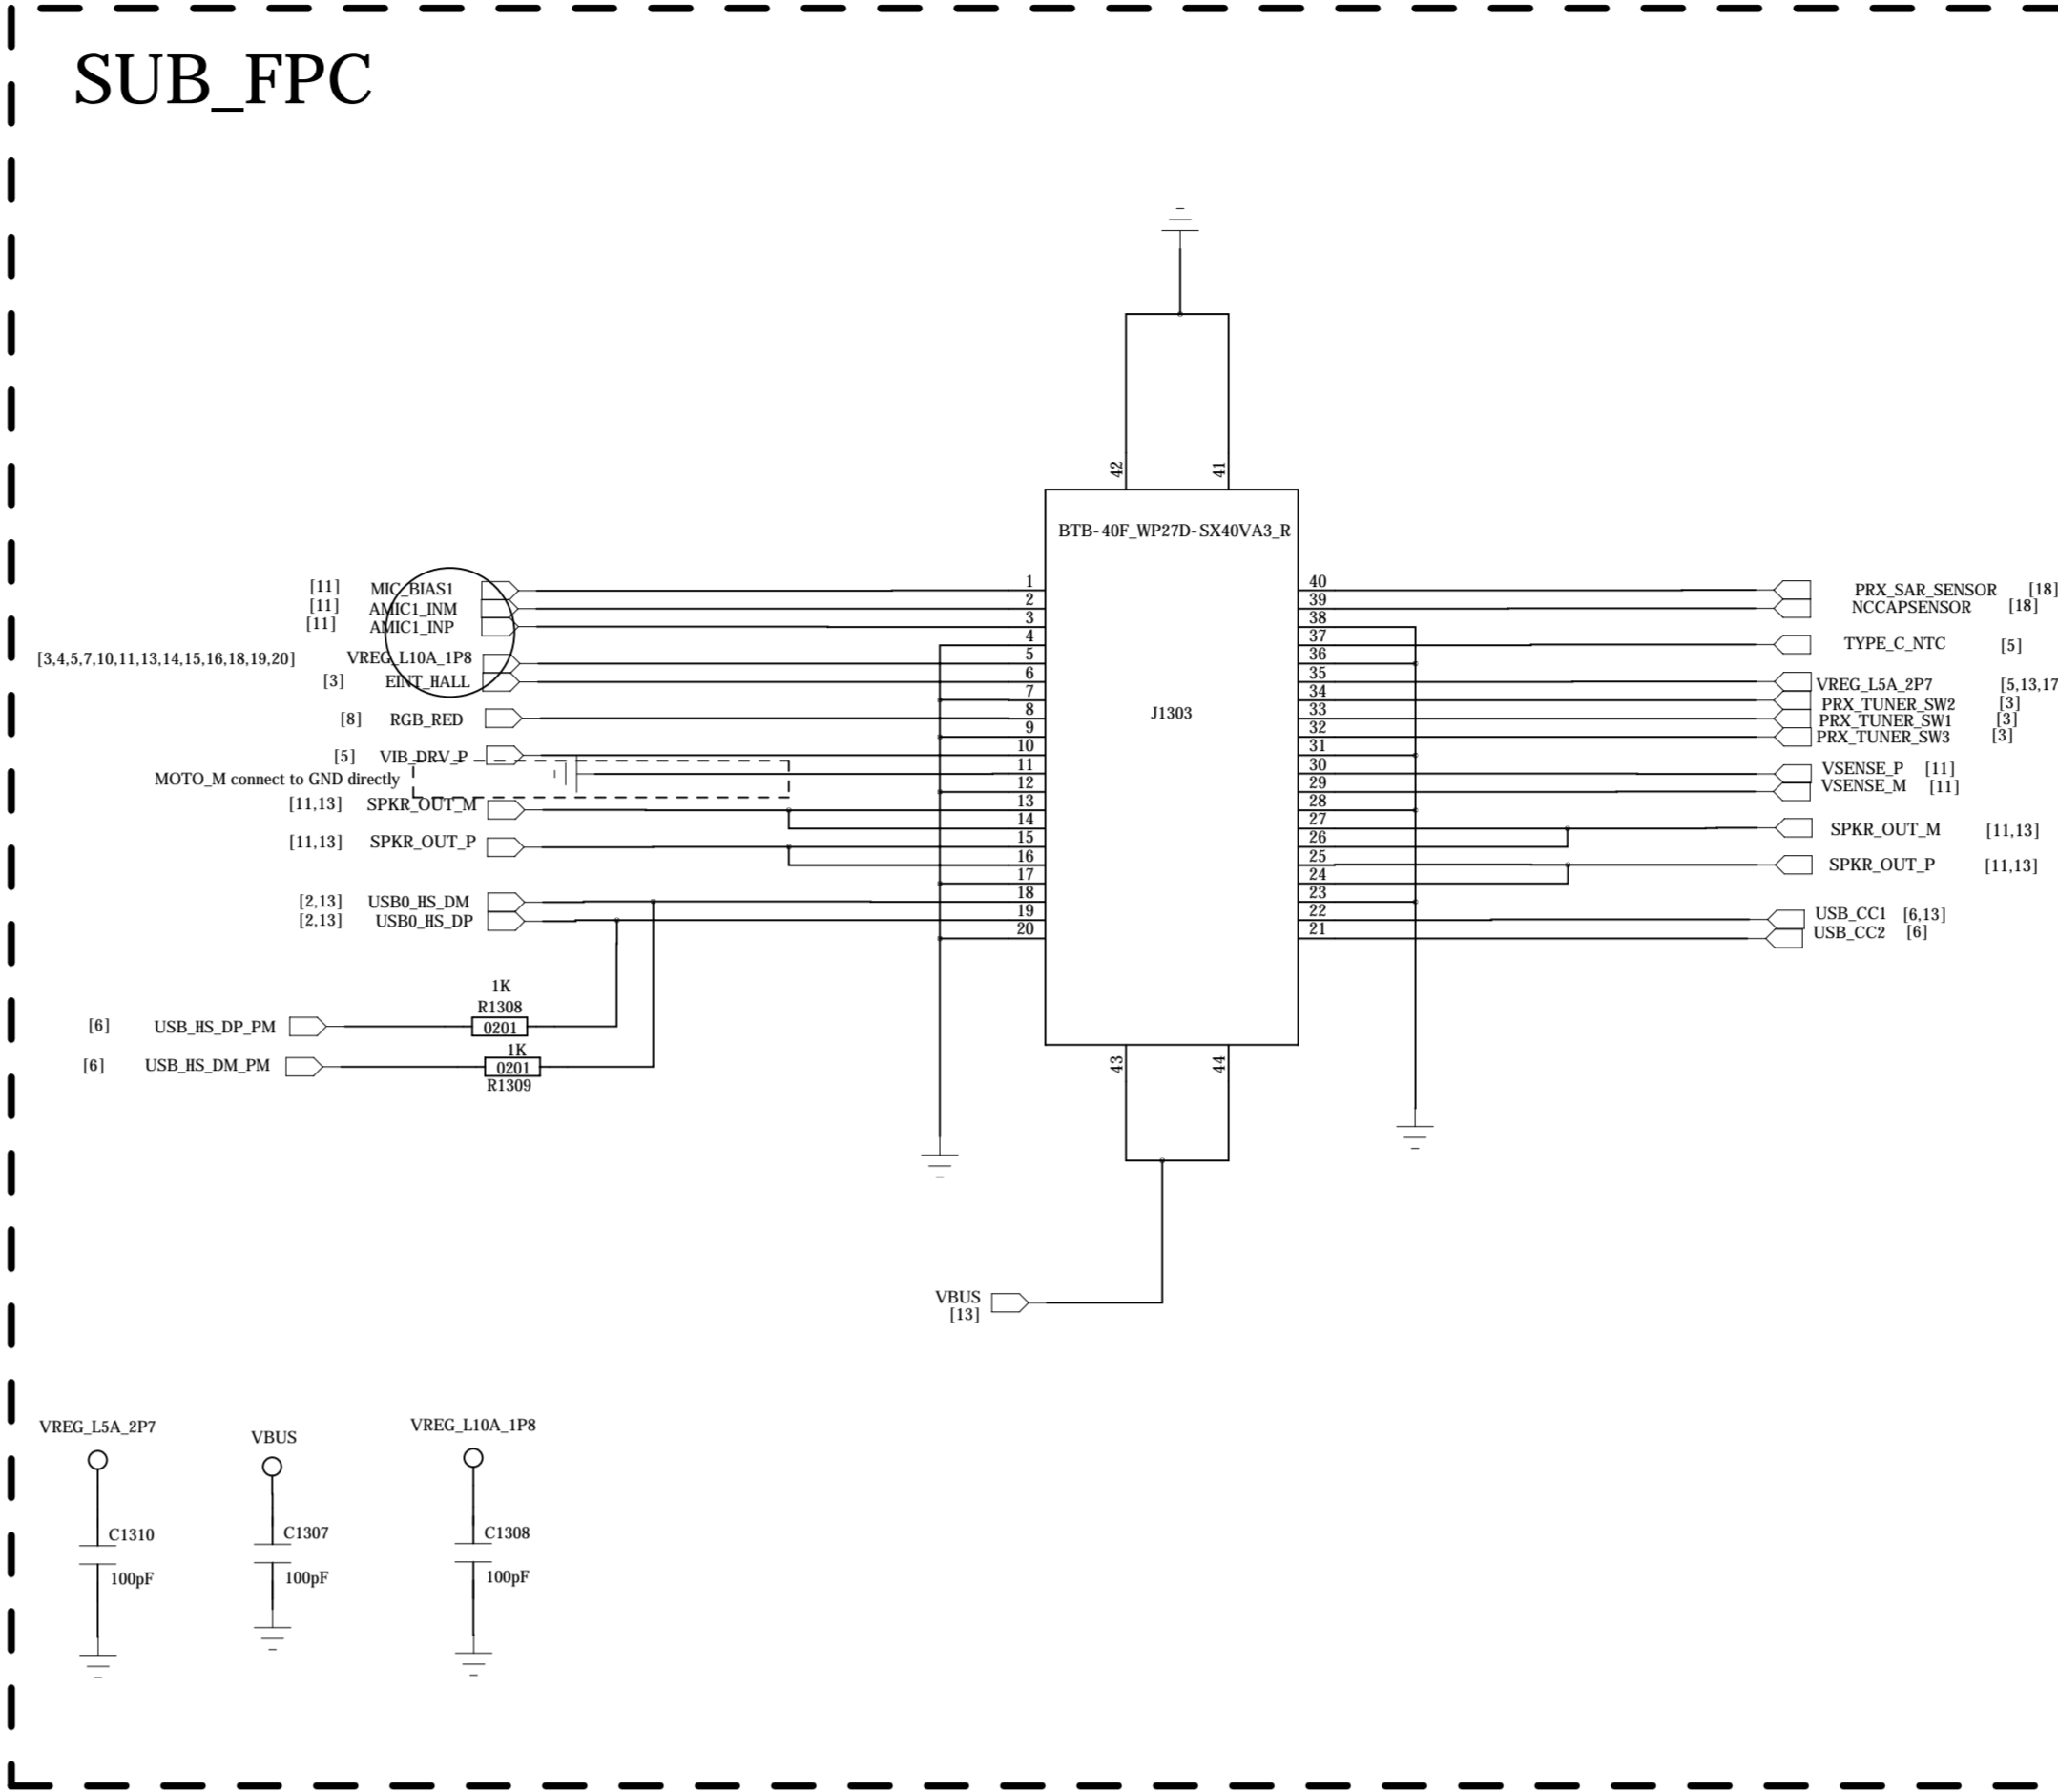 SUB_FPC
42 41
BTB-40F_WP27D-SX40VA3_R
J1303
[11] MIC_BIAS1 1
[11] AMIC1_INM 2
[11] AMIC1_INP 3
4
[3,4,5,7,10,11,13,14,15,16,18,19,20] VREG_L10A_1P8 5
[3] EINT_HALL 6
7
[8] RGB_RED 8
9
[5] VIB_DRV_P 10
MOTO_M connect to GND directly 11
12
[11,13] SPKR_OUT_M 13
14
[11,13] SPKR_OUT_P 15
16
17
[2,13] USB0_HS_DM 18
[2,13] USB0_HS_DP 19
20
40 PRX_SAR_SENSOR [18]
39 NCCAPSENSOR [18]
38
37 TYPE_C_NTC [5]
36
35 VREG_L5A_2P7 [5,13,17
34 PRX_TUNER_SW2 [3]
33 PRX_TUNER_SW1 [3]
32 PRX_TUNER_SW3 [3]
31
30 VSENSE_P [11]
29 VSENSE_M [11]
28
27 SPKR_OUT_M [11,13]
26
25 SPKR_OUT_P [11,13]
24
23
22 USB_CC1 [6,13]
21 USB_CC2 [6]
1K
R1308
[6] USB_HS_DP_PM 0201
1K
[6] USB_HS_DM_PM 0201
R1309
43 44
VBUS
[13]
VREG_L5A_2P7
C1310
100pF
VBUS
C1307
100pF
VREG_L10A_1P8
C1308
100pF